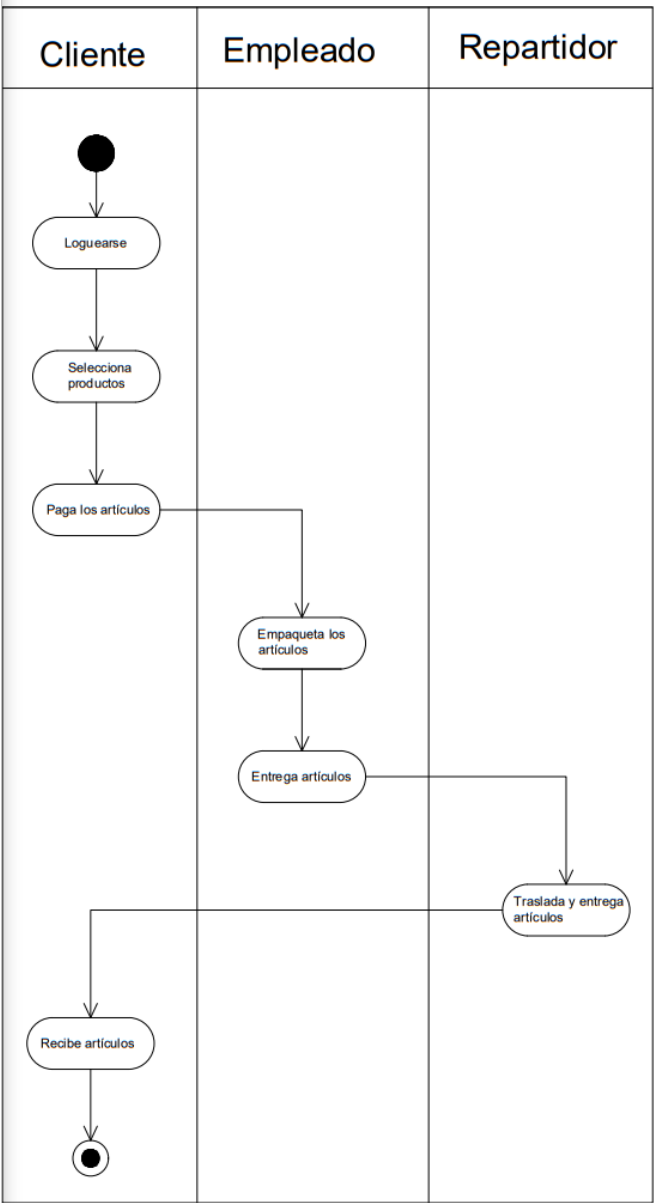 Cliente
Empleado
Repartidor
Loguearse
Selecciona
productos
Paga los artículos
Empaqueta los
artículos
Entrega artículos
Traslada y entrega
artículos
Recibe artículos